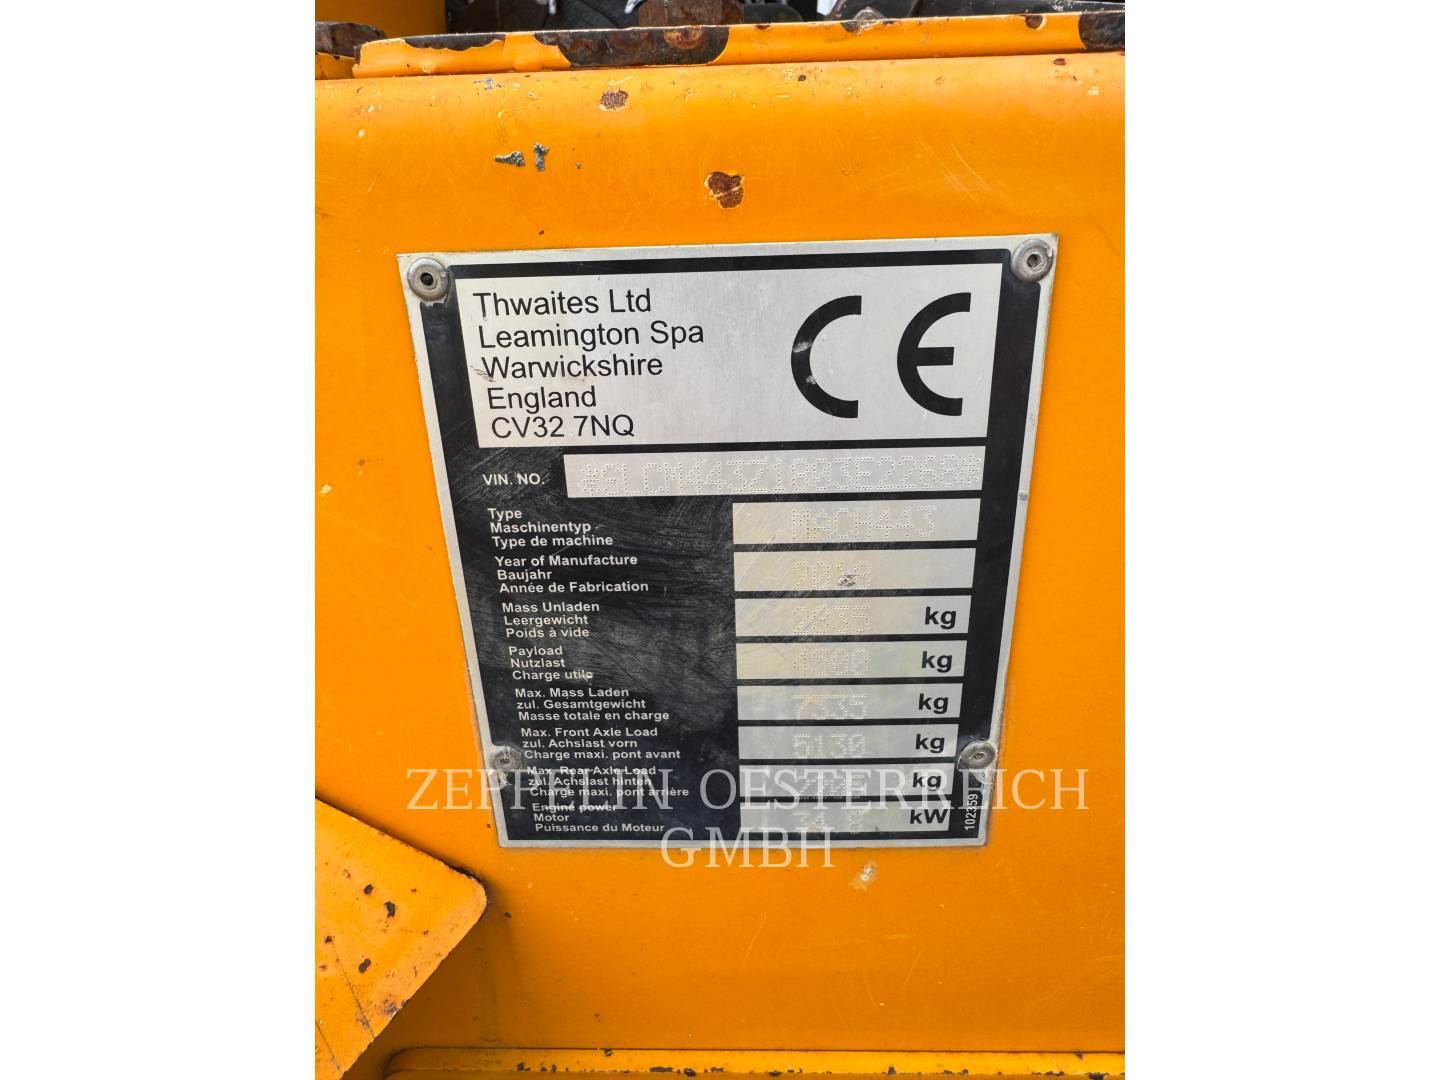 Thwaites Ltd
Leamington Spa
Warwickshire
England
CV32 7NQ
CE
VIN. NO.
Type MACH443
Maschinentyp
Type de machine
Year of Manufacture
Baujahr
Année de Fabrication
Mass Unladen kg
Leergewicht
Poids à vide
Payload 4500 kg
Nutzlast
Charge utile
Max. Mass Laden kg
zul. Gesamtgewicht
Masse totale en charge
Max. Front Axle Load kg
zul. Achslast vorn
Charge maxi. pont avant
Max. Rear Axle Load kg
zul. Achslast hinten
Charge maxi. pont arrière
Engine power kW
Motor
Puissance du Moteur
102359
ZEPPELIN OESTERREICH
GMBH